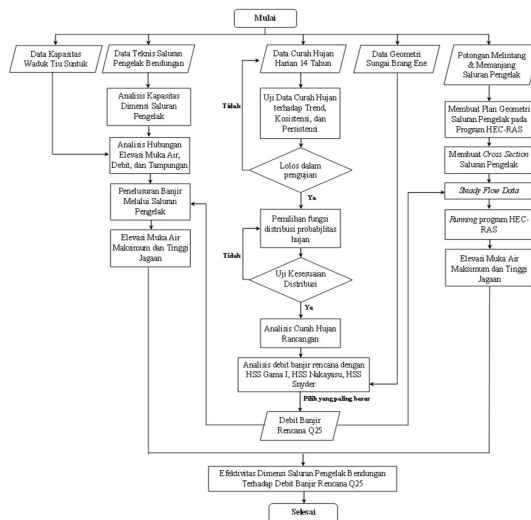 Mulai
Data Kapasitas
Waduk Tiu Suntuk
Data Teknis Saluran
Pengelak Bendungan
Data Curah Hujan
Harian 14 Tahun
Data Geometri
Sungai Brang Ene
Potongan Melintang
& Memanjang
Saluran Pengelak
Analisis Kapasitas
Dimensi Saluran
Pengelak
Analisis Hubungan
Elevasi Muka Air,
Debit, dan Tampungan
Penelusuran Banjir
Melalui Saluran
Pengelak
Elevasi Muka Air
Maksimum dan Tinggi
Jagaan
Tidak
Uji Data Curah Hujan
terhadap Trend,
Kosistensi, dan
Persistensi
Lolos dalam
pengujian
Ya
Pemilihan fungsi
distribusi probabilitas
hujan
Tidak
Uji Kesesuaian
Distribusi
Ya
Analisis Curah Hujan
Rancangan
Analisis debit banjir rencana dengan
HSS Gama I, HSS Nakayasu, HSS
Snyder
Pilih yang paling besar
Debit Banjir
Rencana Q25
Membuat Plan Geometri
Saluran Pengelak pada
Program HEC-RAS
Membuat Cross Section
Saluran Pengelak
Steady Flow Data
Running program HEC-
RAS
Elevasi Muka Air
Maksimum dan Tinggi
Jagaan
Efektivitas Dimensi Saluran Pengelak Bendungan
Terhadap Debit Banjir Rencana Q25
Selesai